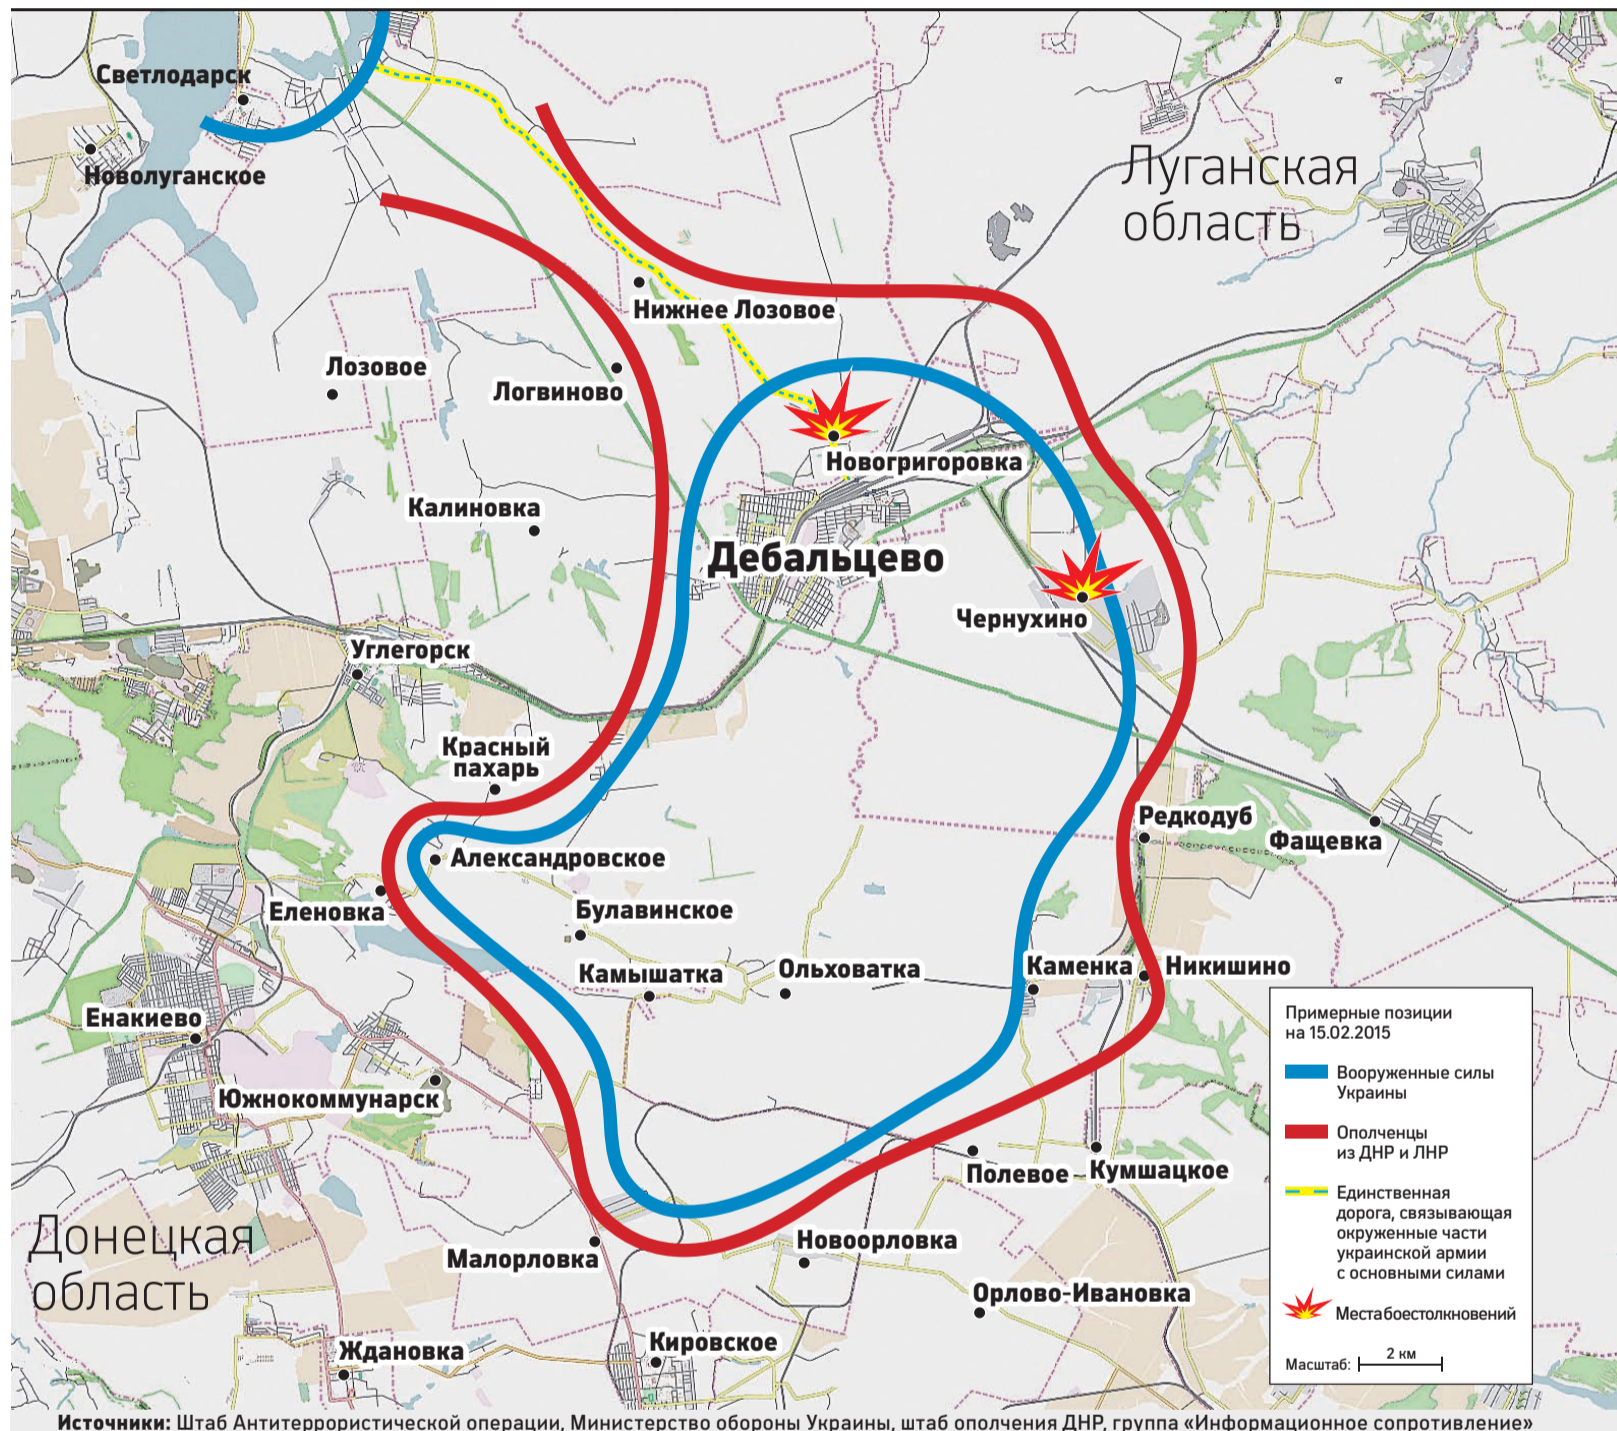 Светлодарск
Новолуганское
Луганская
область
Нижнее Лозовое
Лозовое
Логвиново
Новогригоровка
Калиновка
Дебальцево
Чернухино
Углегорск
Красный
пахарь
Редкодуб
Фащевка
Александровское
Еленовка
Булавинское
Камышатка
Ольховатка
Каменка
Никишино
Енакиево
Южнокоммунарск
Полевое
Кумшацкое
Донецкая
область
Малорловка
Новоорловка
Орлово-Ивановка
Ждановка
Кировское
Примерные позиции
на 15.02.2015
Вооруженные силы
Украины
Ополченцы
из ДНР и ЛНР
Единственная
дорога, связывающая
окруженные части
украинской армии
с основными силами
Местабоестолкновений
Масштаб: 2 км
Источники: Штаб Антитеррористической операции, Министерство обороны Украины, штаб ополчения ДНР, группа «Информационное сопротивление»